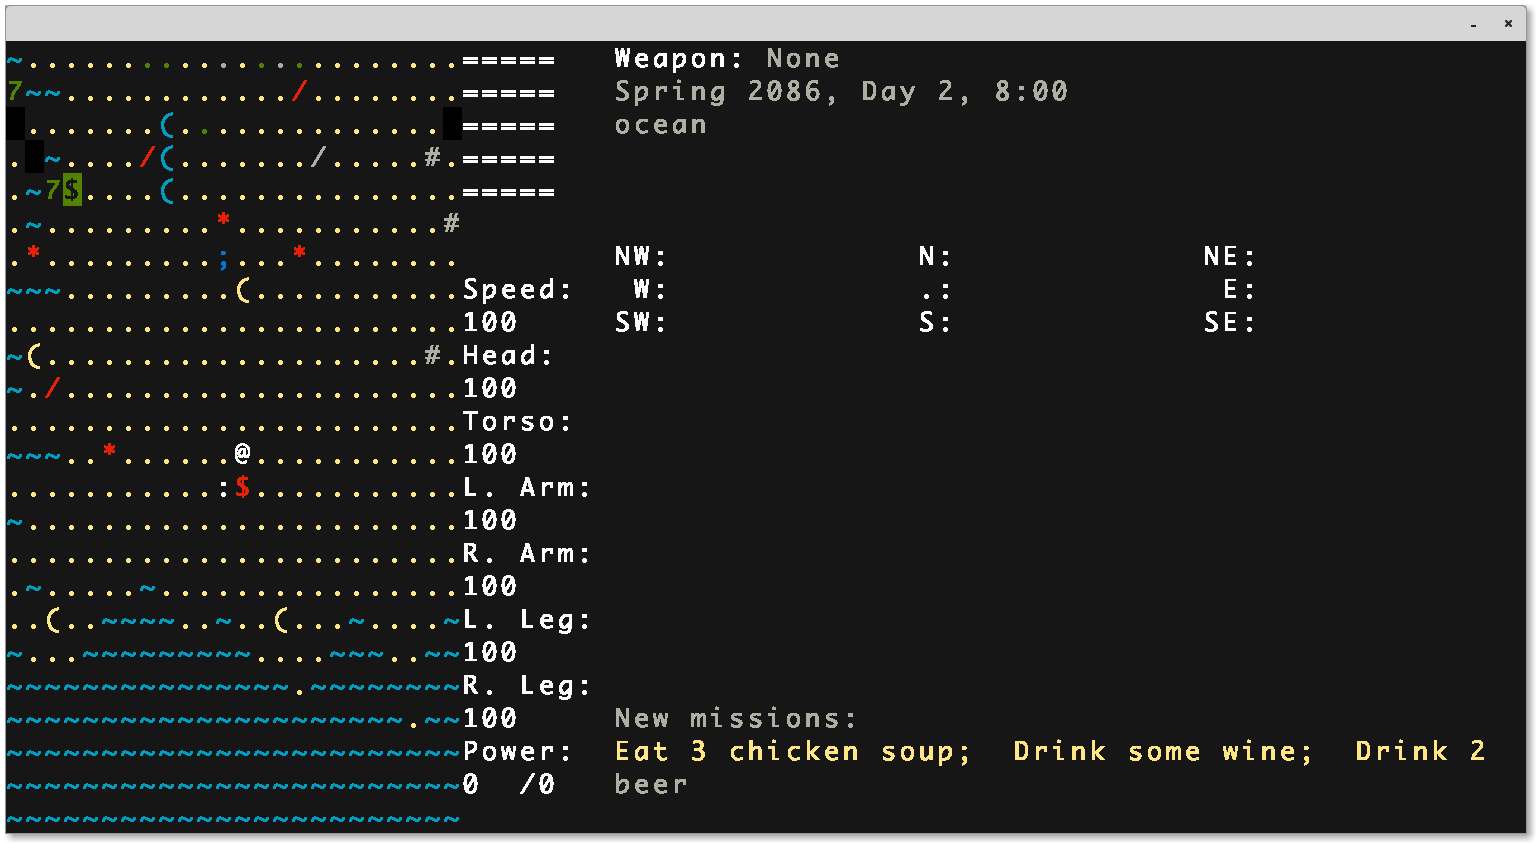 ~.......................===== Weapon: None
7~~............/........===== Spring 2086, Day 2, 8:00
.......(..............===== ocean
. ~..../(......./.....#.=====
.~7$....(...............=====
.~.........*...........#
.*.........;...*........ NW: N: NE:
~~~.........(...........Speed: W: .: E:
........................100 SW: S: SE:
~(....................#.Head:
~./.....................100
........................Torso:
~~~..*......@...........100
...........:$...........L. Arm:
~.......................100
........................R. Arm:
.~.....~................100
..(..~~~~..~..(...~....~L. Leg:
~...~~~~~~~~~....~~~..~~100
~~~~~~~~~~~~~~~.~~~~~~~~R. Leg:
~~~~~~~~~~~~~~~~~~~~~.~~100 New missions:
~~~~~~~~~~~~~~~~~~~~~~~~Power: Eat 3 chicken soup; Drink some wine; Drink 2
~~~~~~~~~~~~~~~~~~~~~~~~0 /0 beer
~~~~~~~~~~~~~~~~~~~~~~~~